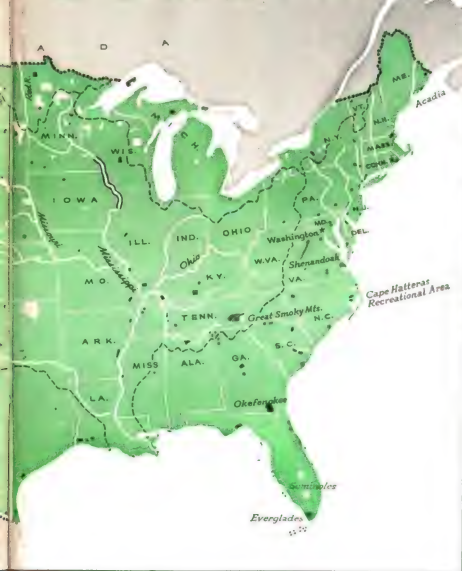 A D A
ME.
Acadia
VT.
N.H.
MINN.
WIS.
MICH.
N.Y.
MASS.
CONN. R.I.
IOWA
PA.
N.J.
ILL.
IND.
OHIO
MD.
DEL.
Washington
Missouri
Mississippi
Ohio
W.VA.
Shenandoah
VA.
MO.
KY.
Cape Hatteras
Recreational Area
TENN.
Great Smoky Mts.
N.C.
ARK.
S.C.
MISS
ALA.
GA.
LA.
Okefenokee
Seminoles
Everglades